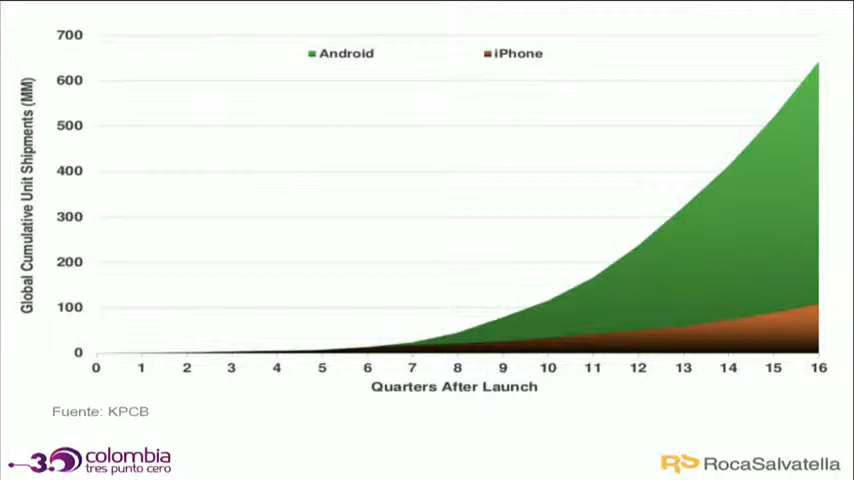 700
Android
iPhone
600
500
400
300
200
100
0
Global Cumulative Unit Shipments (MM)
0 1 2 3 4 5 6 7 8 9 10 11 12 13 14 15 16
Quarters After Launch
Fuente: KPCB
3.0 colombia
tres punto cero
RS RocaSalvatella